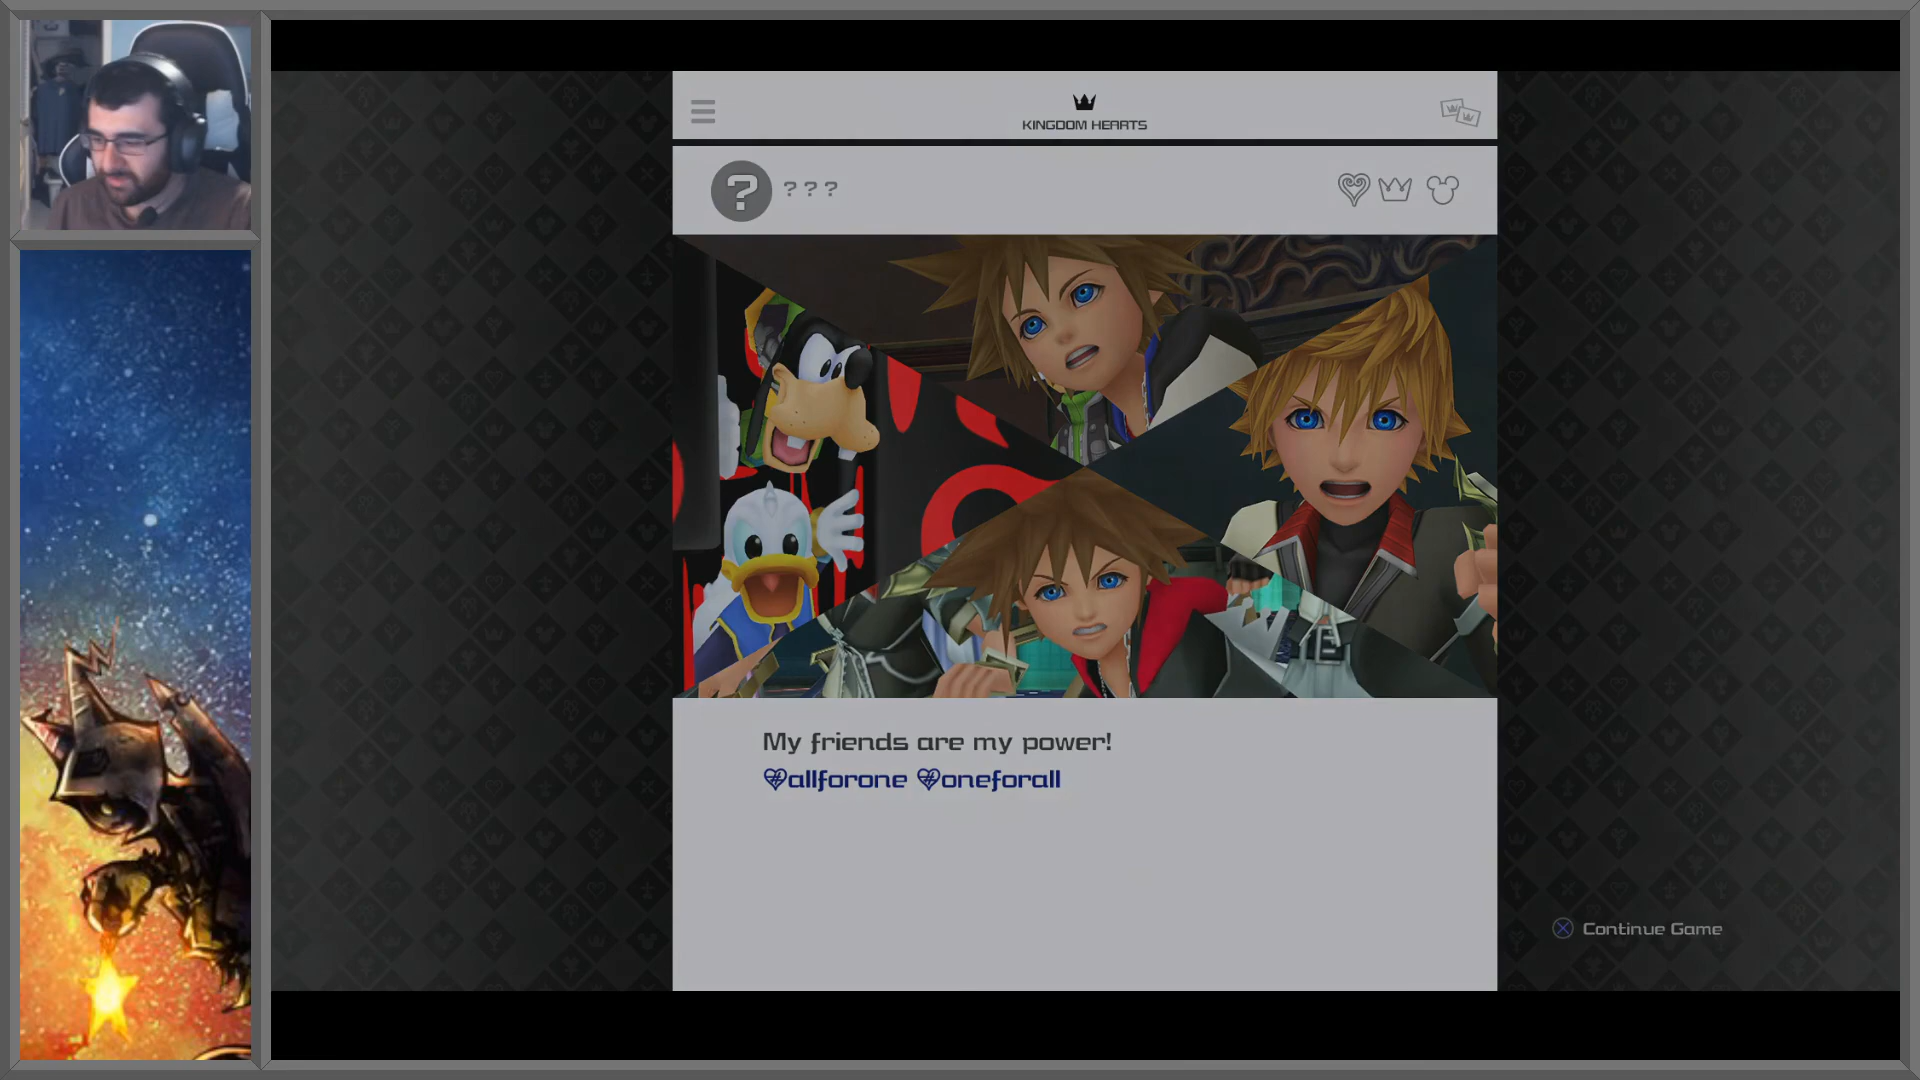 KINGDOM HEARTS
? ? ?
My friends are my power!
#allforone #oneforall
Continue Game